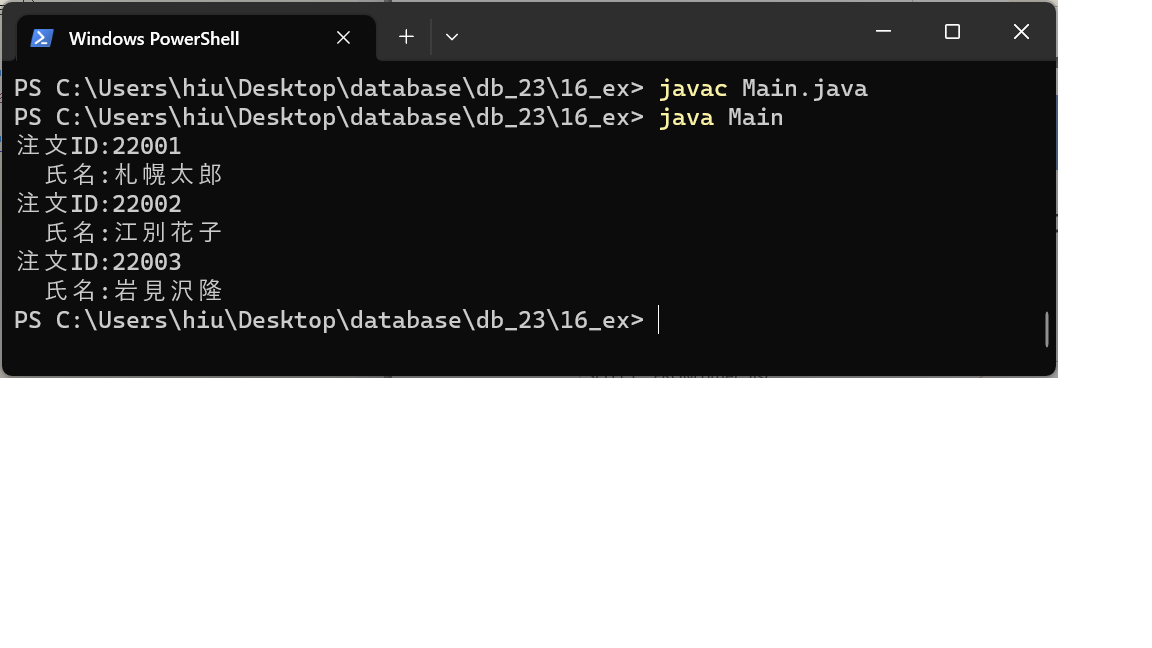 Windows PowerShell
PS C:\Users\hiu\Desktop\database\db_23\16_ex> javac Main.java
PS C:\Users\hiu\Desktop\database\db_23\16_ex> java Main
注文ID:22001
  氏名:札幌太郎
注文ID:22002
  氏名:江別花子
注文ID:22003
  氏名:岩見沢隆
PS C:\Users\hiu\Desktop\database\db_23\16_ex>